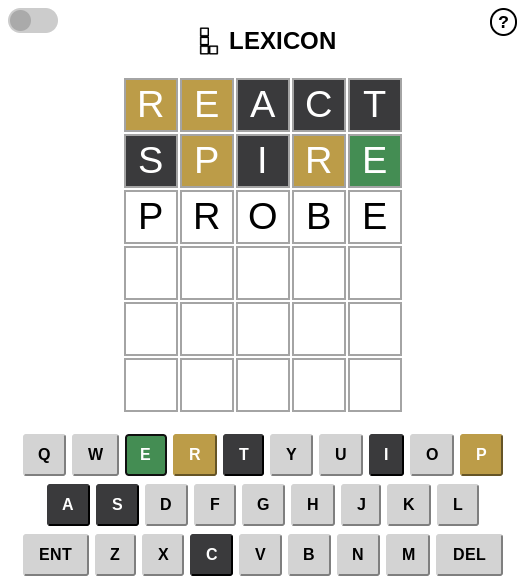 ?
LEXICON
R E A C T
S P I R E
P R O B E
Q W E R T Y U I O P
A S D F G H J K L
ENT Z X C V B N M DEL